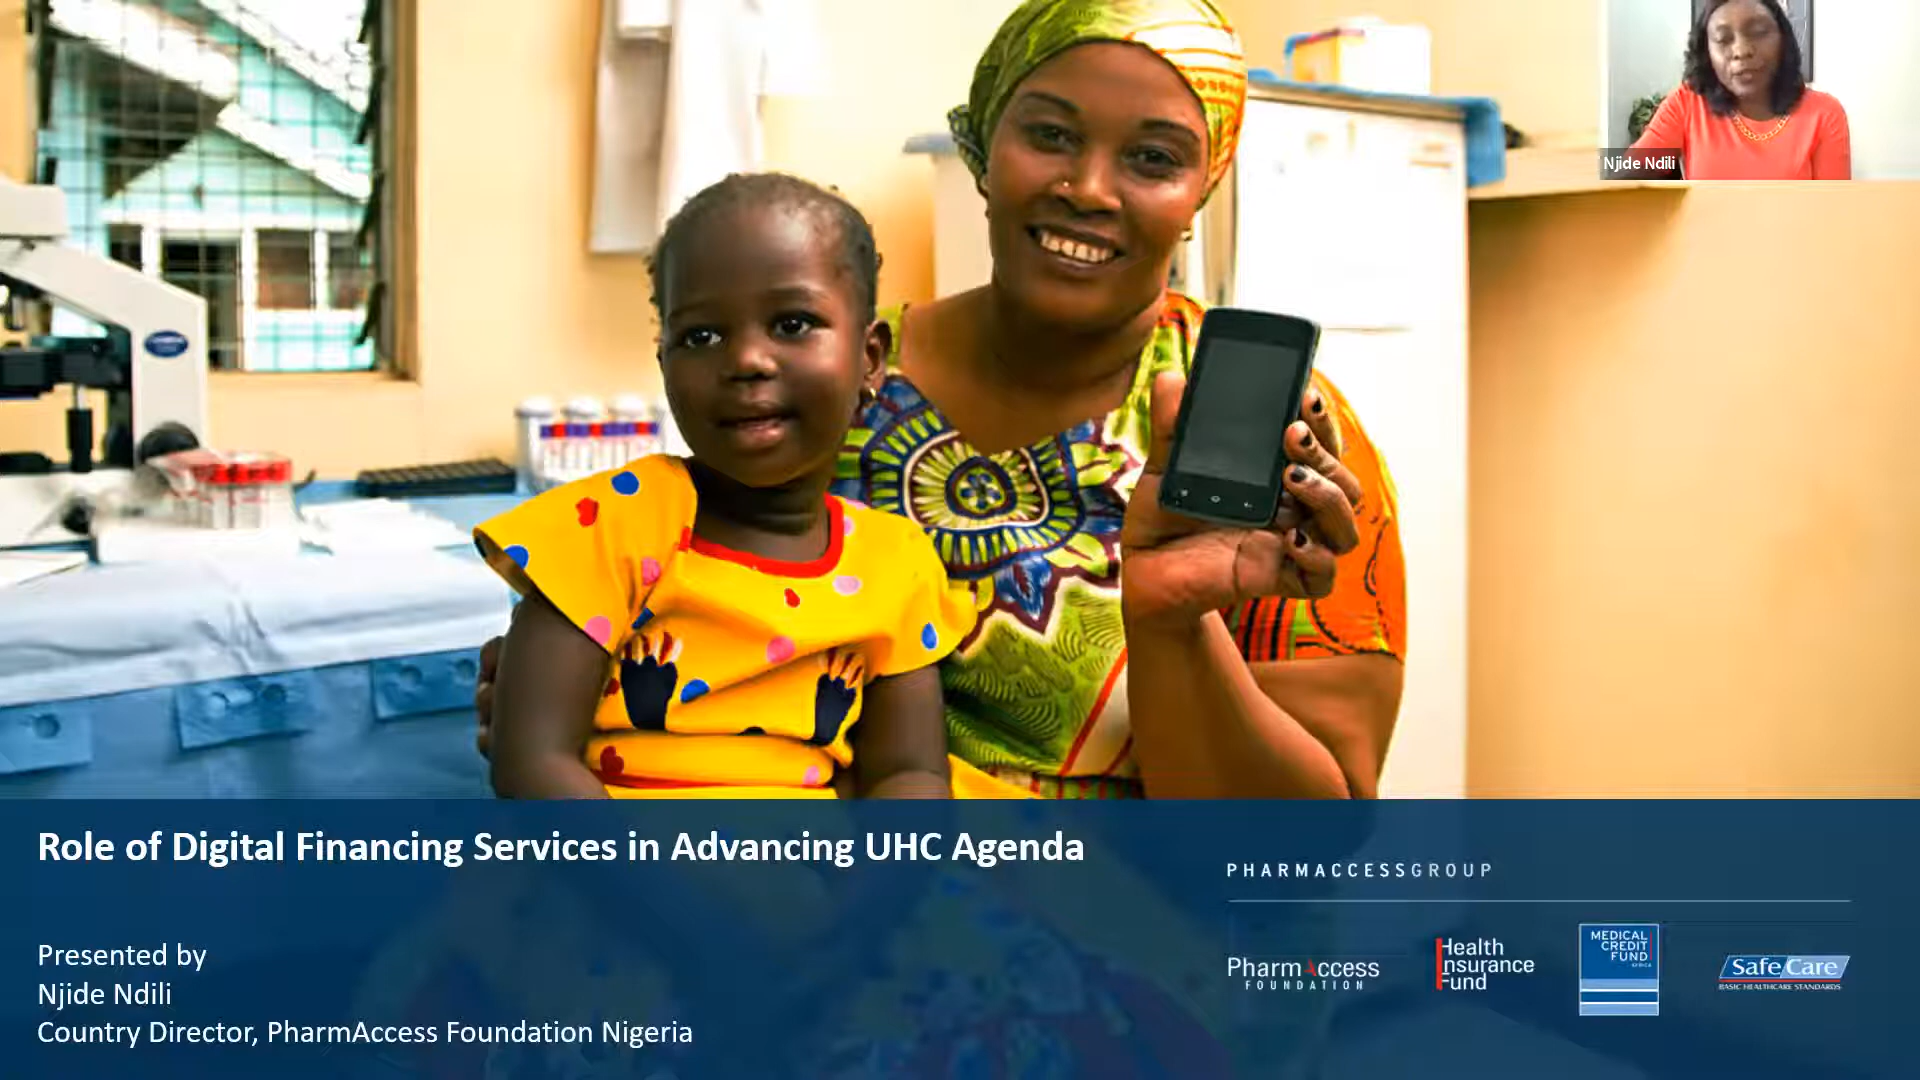 Njide Ndili
Role of Digital Financing Services in Advancing UHC Agenda
Presented by
Njide Ndili
Country Director, PharmAccess Foundation Nigeria
PHARMACCESSGROUP
PharmAccess
FOUNDATION
Health
Insurance
Fund
MEDICAL
CREDIT
FUND
AFRICA
SafeCare
BASIC HEALTHCARE STANDARDS